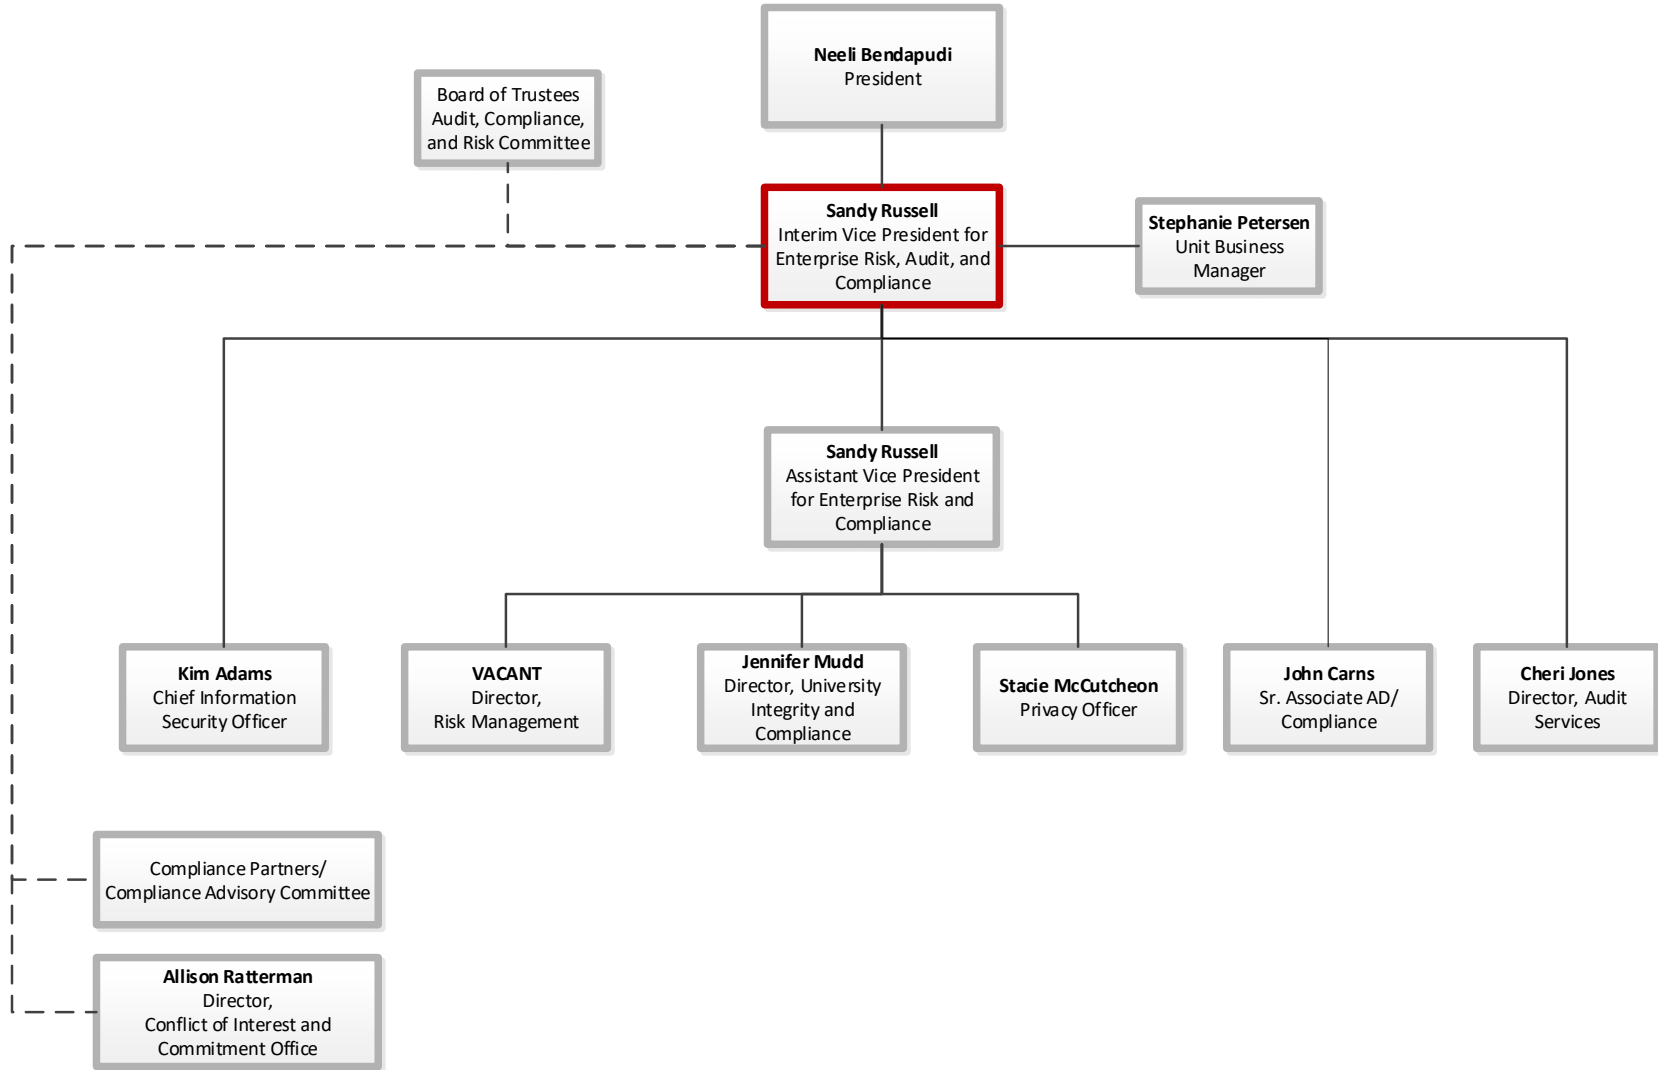 Neeli Bendapudi
President
Board of Trustees
Audit, Compliance,
and Risk Committee
Sandy Russell
Interim Vice President for
Enterprise Risk, Audit, and
Compliance
Stephanie Petersen
Unit Business
Manager
Sandy Russell
Assistant Vice President
for Enterprise Risk and
Compliance
Kim Adams
Chief Information
Security Officer
VACANT
Director,
Risk Management
Jennifer Mudd
Director, University
Integrity and
Compliance
Stacie McCutcheon
Privacy Officer
John Carns
Sr. Associate AD/
Compliance
Cheri Jones
Director, Audit
Services
Compliance Partners/
Compliance Advisory Committee
Allison Ratterman
Director,
Conflict of Interest and
Commitment Office